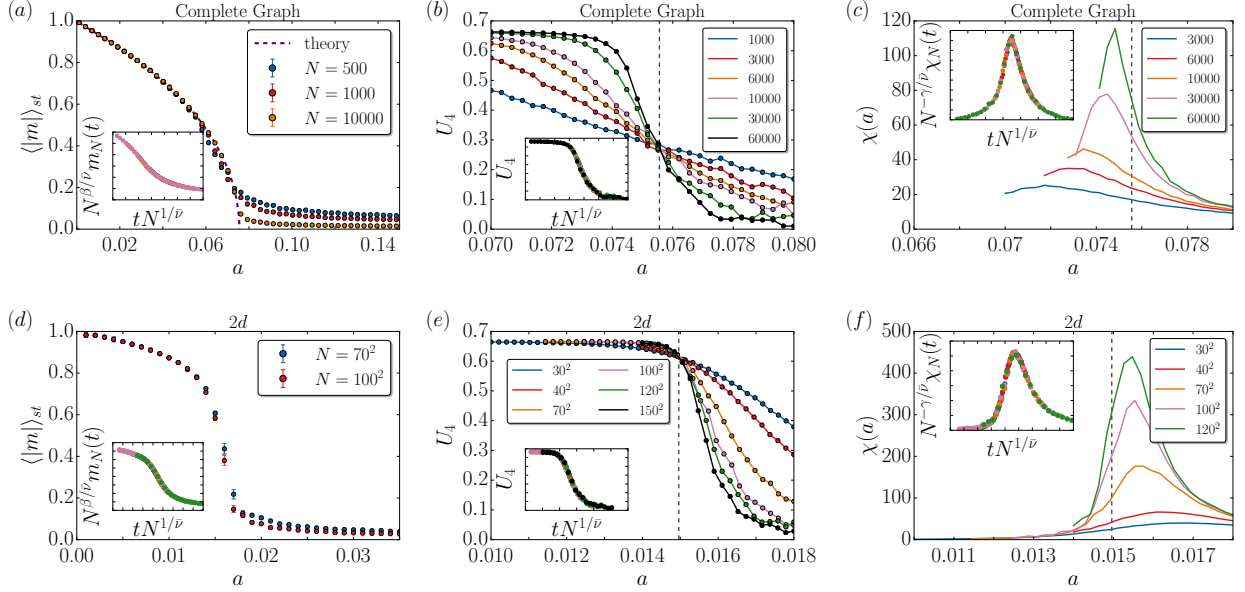 (a)
Complete Graph
⟨|m|⟩st
1.0
0.8
0.6
0.4
0.2
0.0
0.02
0.06
0.10
0.14
a
theory
N = 500
N = 1000
N = 10000
N^{β/ν̄} m_N(t)
tN^{1/ν̄}
(b)
Complete Graph
U4
0.7
0.6
0.5
0.4
0.3
0.2
0.1
0.0
0.070
0.072
0.074
0.076
0.078
0.080
a
1000
3000
6000
10000
30000
60000
U4
tN^{1/ν̄}
(c)
Complete Graph
χ(a)
120
100
80
60
40
20
0
0.066
0.07
0.074
0.078
a
3000
6000
10000
30000
60000
N^{-γ/ν̄} χ_N(t)
tN^{1/ν̄}
(d)
2d
⟨|m|⟩st
1.0
0.8
0.6
0.4
0.2
0.0
0.00
0.01
0.02
0.03
a
N = 70²
N = 100²
N^{β/ν̄} m_N(t)
tN^{1/ν̄}
(e)
2d
U4
0.7
0.6
0.5
0.4
0.3
0.2
0.1
0.0
0.010
0.012
0.014
0.016
0.018
a
30²
40²
70²
100²
120²
150²
U4
tN^{1/ν̄}
(f)
2d
χ(a)
500
400
300
200
100
0
0.011
0.013
0.015
0.017
a
30²
40²
70²
100²
120²
N^{-γ/ν̄} χ_N(t)
tN^{1/ν̄}